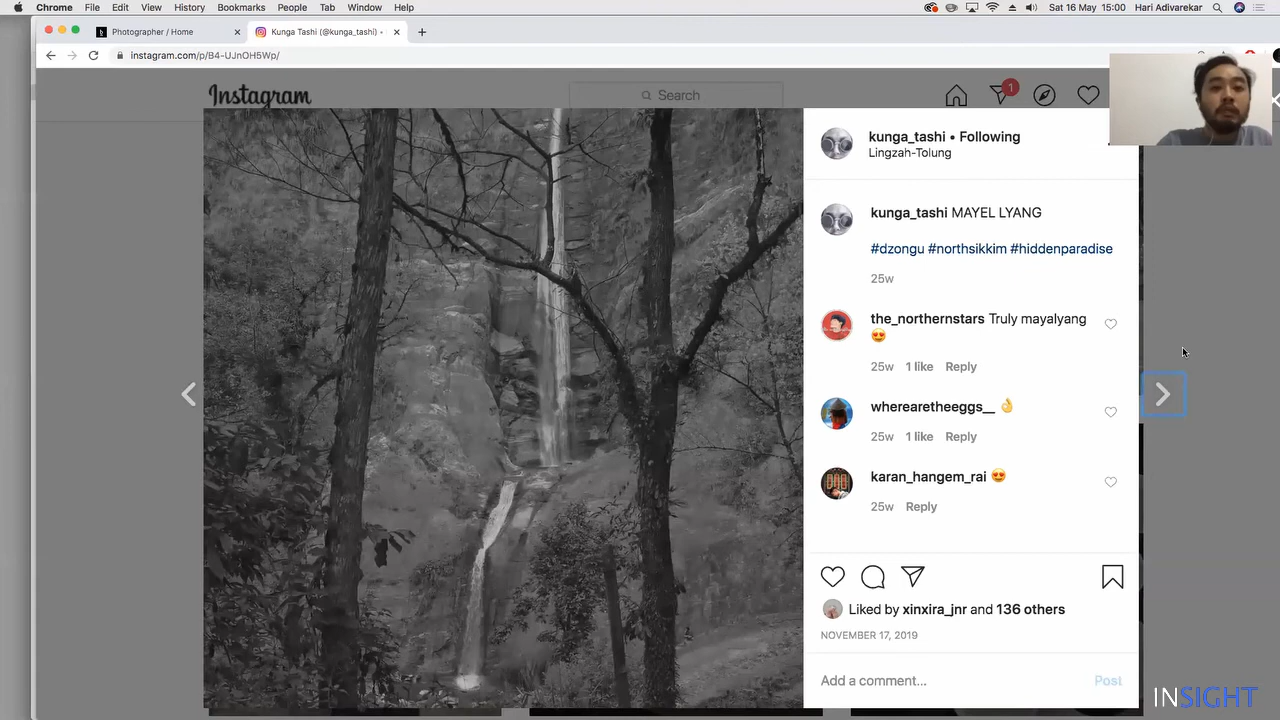 Chrome File Edit View History Bookmarks People Tab Window Help Sat 16 May 15:00 Hari Adivarekar
Photographer / Home
Kunga Tashi (@kunga_tashi) •
instagram.com/p/B4-UJnOH5Wp/
Instagram
Search
1
kunga_tashi • Following
Lingzah-Tolung
kunga_tashi MAYEL LYANG
#dzongu #northsikkim #hiddenparadise
25w
the_northernstars Truly mayalyang
😍
25w 1 like Reply
wherearetheeggs__ 👌
25w 1 like Reply
karan_hangem_rai 😍
25w Reply
Liked by xinxira_jnr and 136 others
NOVEMBER 17, 2019
Add a comment... Post
INSIGHT